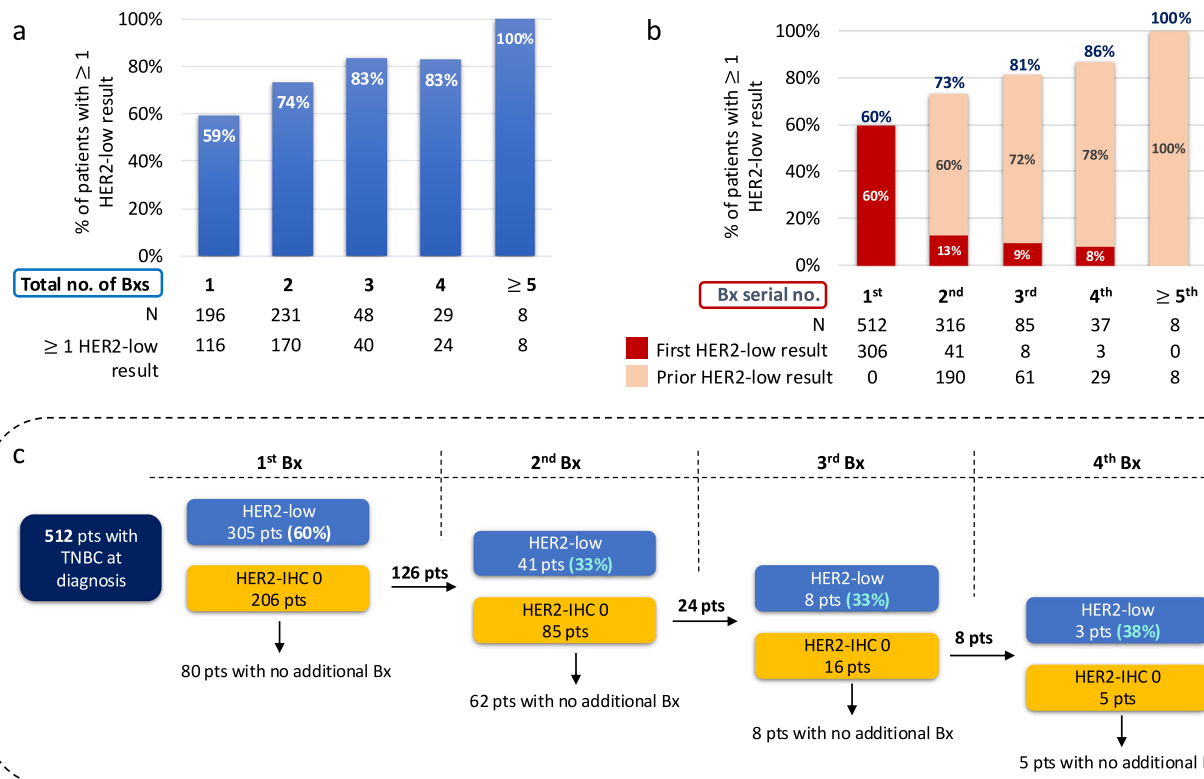 a
% of patients with ≥ 1
HER2-low result
100%
80%
60%
40%
20%
0%
59%
74%
83%
83%
100%
Total no. of Bxs 1 2 3 4 ≥ 5
N 196 231 48 29 8
≥ 1 HER2-low 116 170 40 24 8
result
b
% of patients with ≥ 1
HER2-low result
100%
80%
60%
40%
20%
0%
60%
60%
73%
60%
13%
81%
72%
9%
86%
78%
8%
100%
100%
Bx serial no. 1st 2nd 3rd 4th ≥ 5th
N 512 316 85 37 8
First HER2-low result 306 41 8 3 0
Prior HER2-low result 0 190 61 29 8
c
1st Bx 2nd Bx 3rd Bx 4th Bx
512 pts with
TNBC at
diagnosis
HER2-low
305 pts (60%)
HER2-IHC 0
206 pts
80 pts with no additional Bx
126 pts
HER2-low
41 pts (33%)
HER2-IHC 0
85 pts
62 pts with no additional Bx
24 pts
HER2-low
8 pts (33%)
HER2-IHC 0
16 pts
8 pts with no additional Bx
8 pts
HER2-low
3 pts (38%)
HER2-IHC 0
5 pts
5 pts with no additional